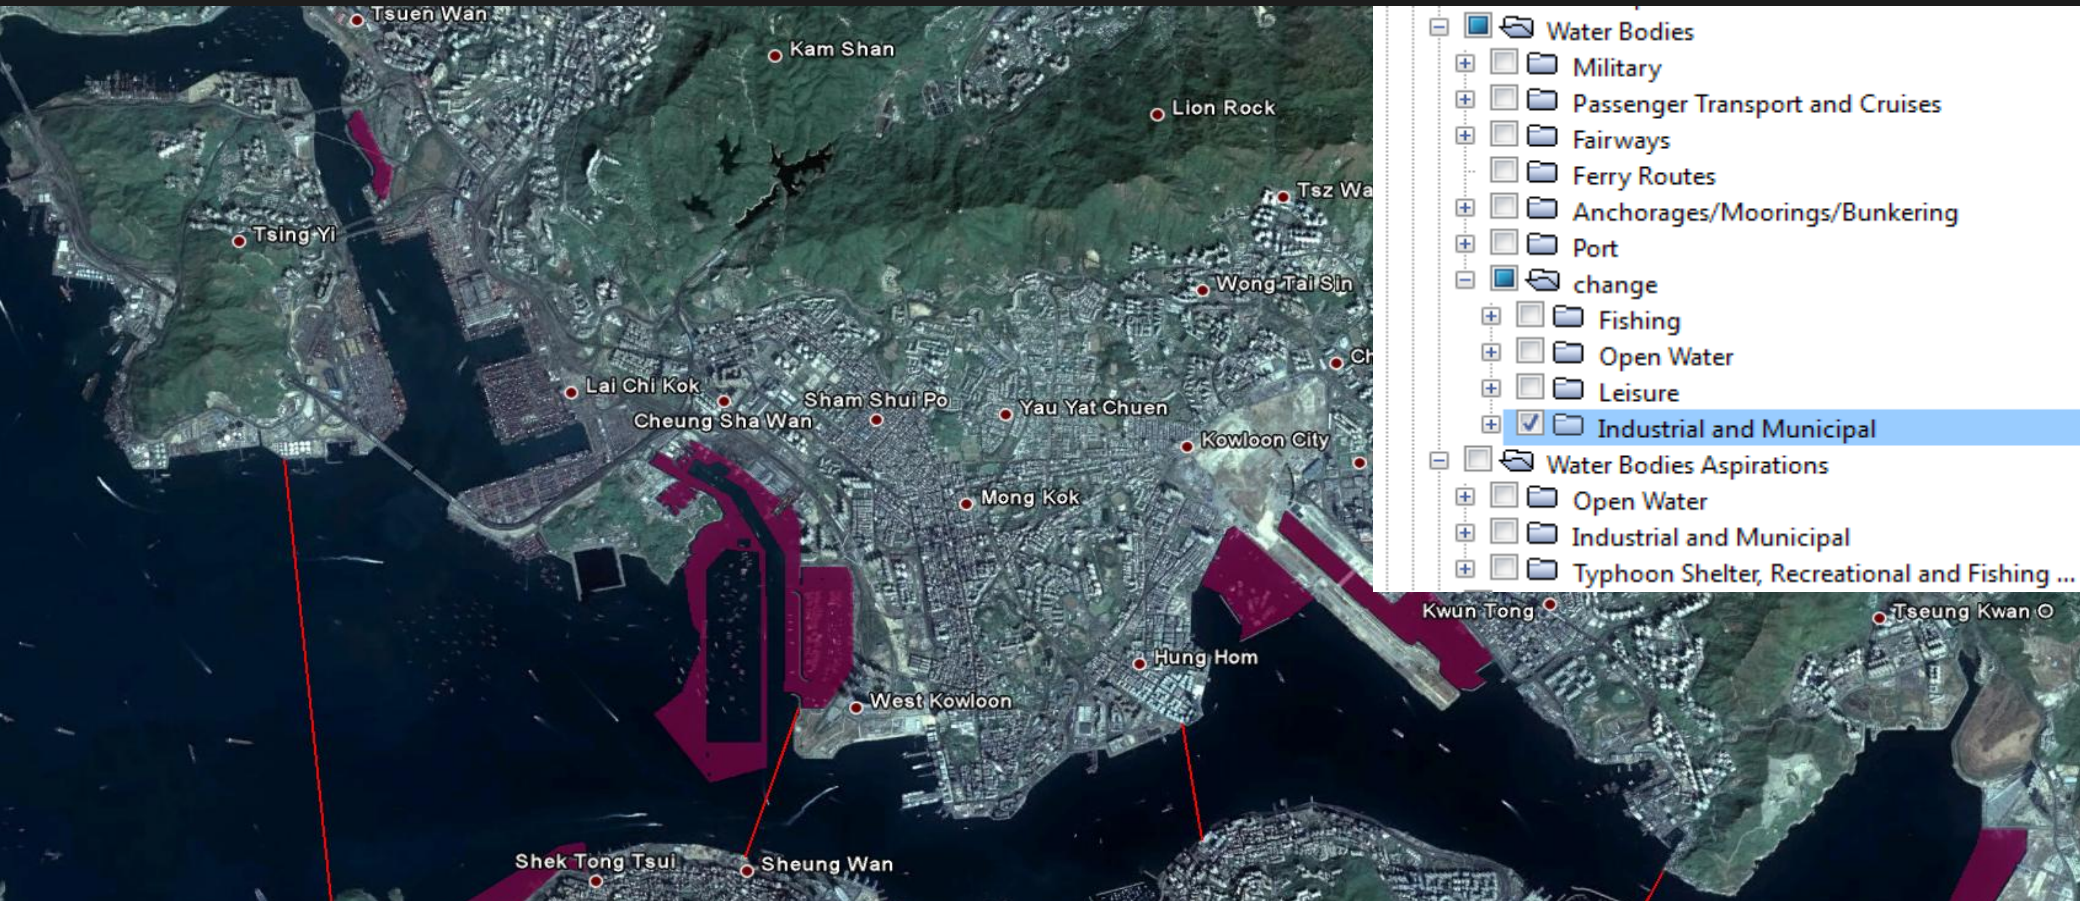 Tsuen Wan
Kam Shan
Lion Rock
Tsz Wa
Tsing Yi
Wong Tai Sin
Ch
Lai Chi Kok
Cheung Sha Wan
Sham Shui Po
Yau Yat Chuen
Kowloon City
Mong Kok
Hung Hom
West Kowloon
Shek Tong Tsui
Sheung Wan
Kwun Tong
Tseung Kwan O
Water Bodies
Military
Passenger Transport and Cruises
Fairways
Ferry Routes
Anchorages/Moorings/Bunkering
Port
change
Fishing
Open Water
Leisure
Industrial and Municipal
Water Bodies Aspirations
Open Water
Industrial and Municipal
Typhoon Shelter, Recreational and Fishing ...